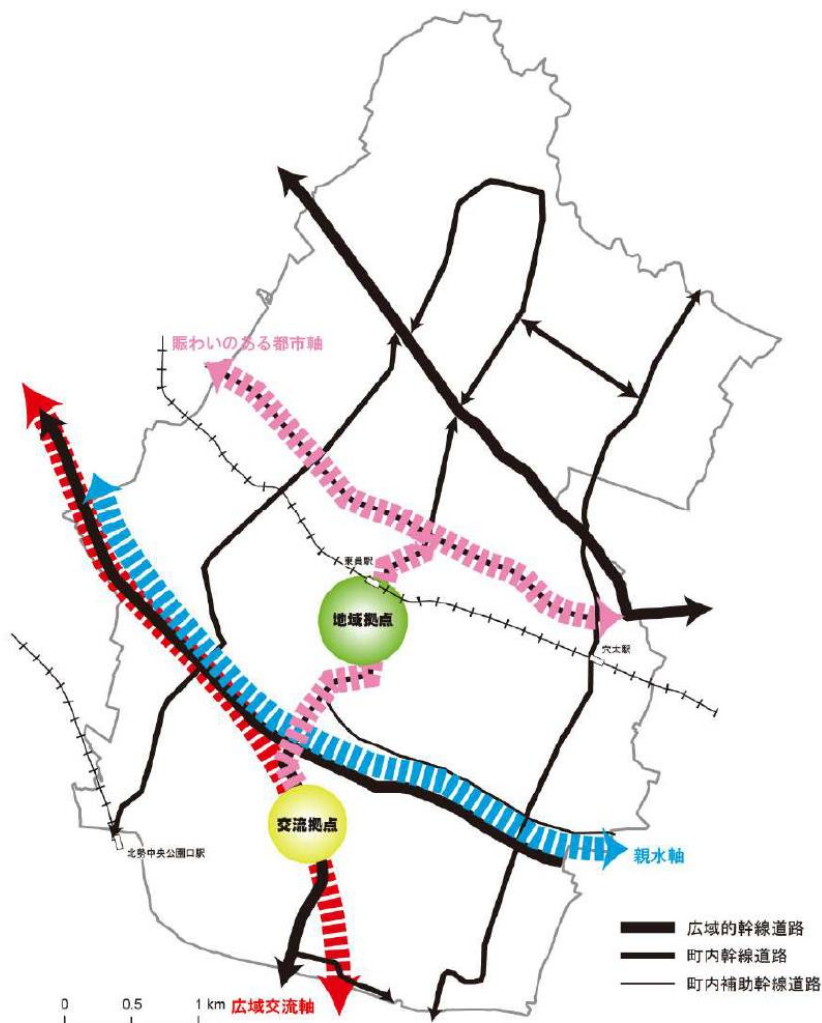 賑わいのある都市軸
東員駅
地域拠点
穴太駅
交流拠点
北勢中央公園口駅
親水軸
広域的幹線道路
町内幹線道路
町内補助幹線道路
0 0.5 1 km
広域交流軸